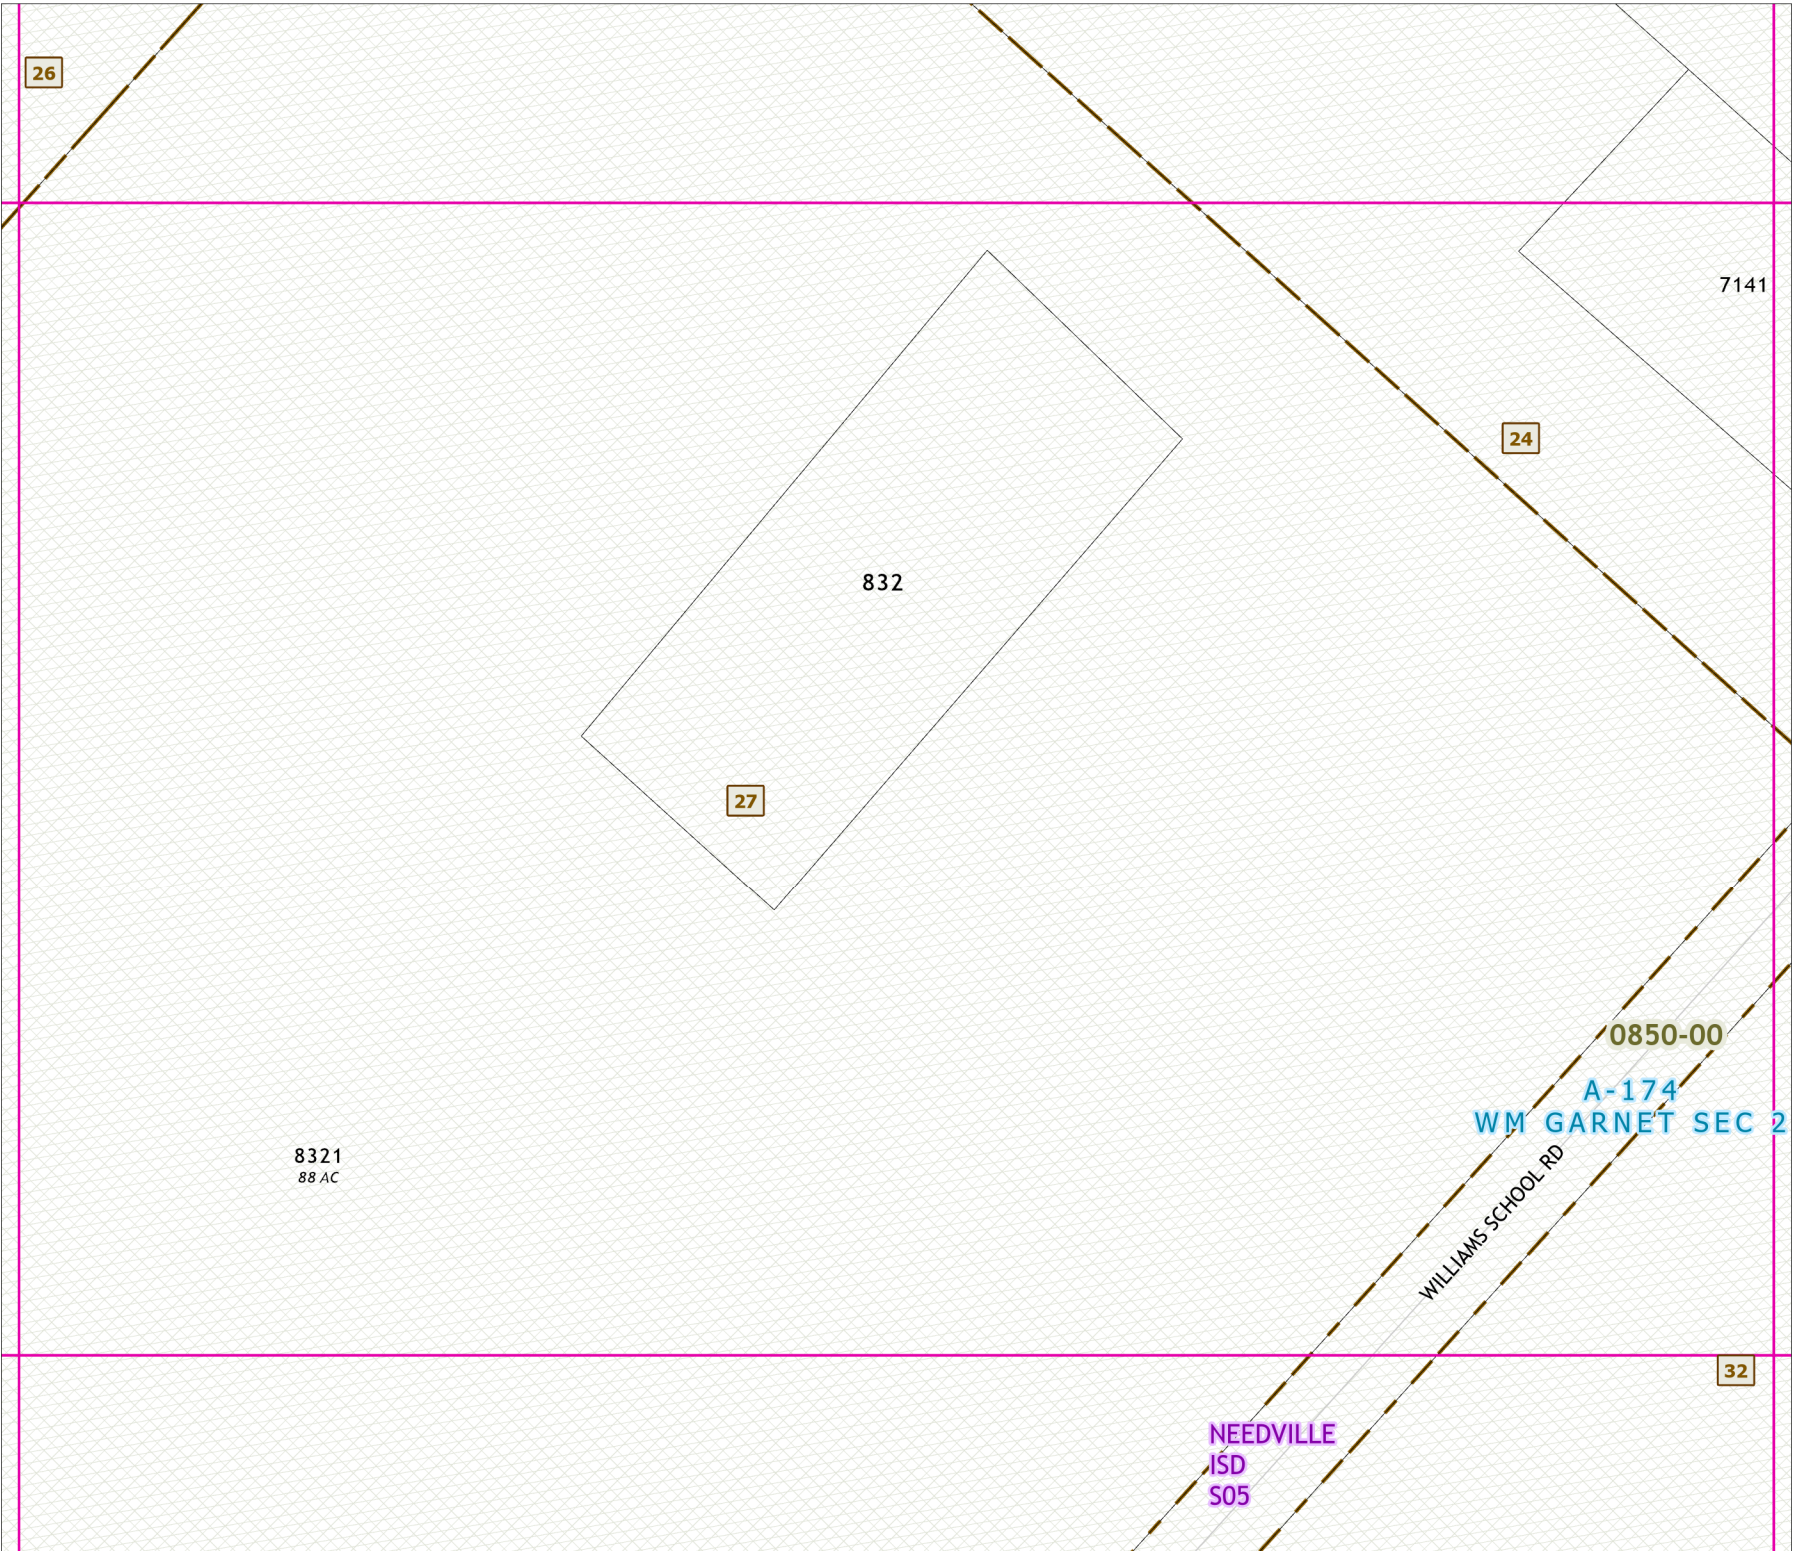 26
7141
24
832
27
0850-00
A-174
WM GARNET SEC 2
8321
88 AC
WILLIAMS SCHOOL RD
32
NEEDVILLE
ISD
S05